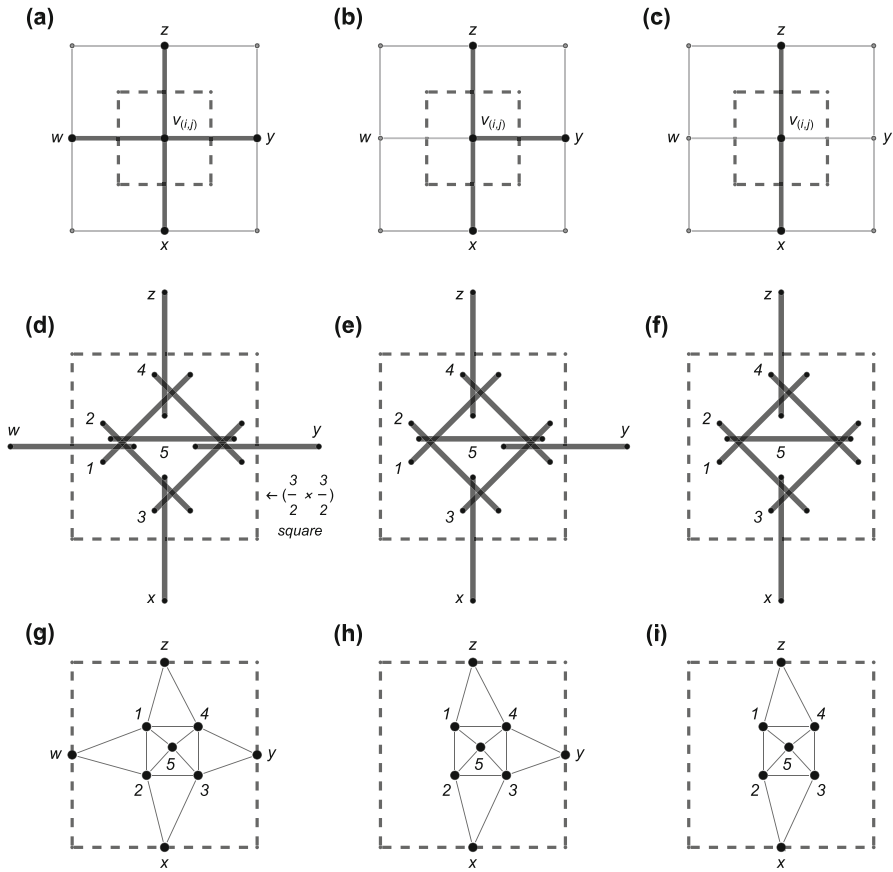 (a) (b) (c)
z z z
w v(i,j) y w v(i,j) y w v(i,j) y
x x x
(d) (e) (f)
z z z
4 4 4
w 2 y 2 y 2
1 5 1 5 1 5
← (3/2 × 3/2)
square
3 3 3
x x x
(g) (h) (i)
z z z
1 4 1 4 1 4
w 5 y 5 y 5
2 3 2 3 2 3
x x x